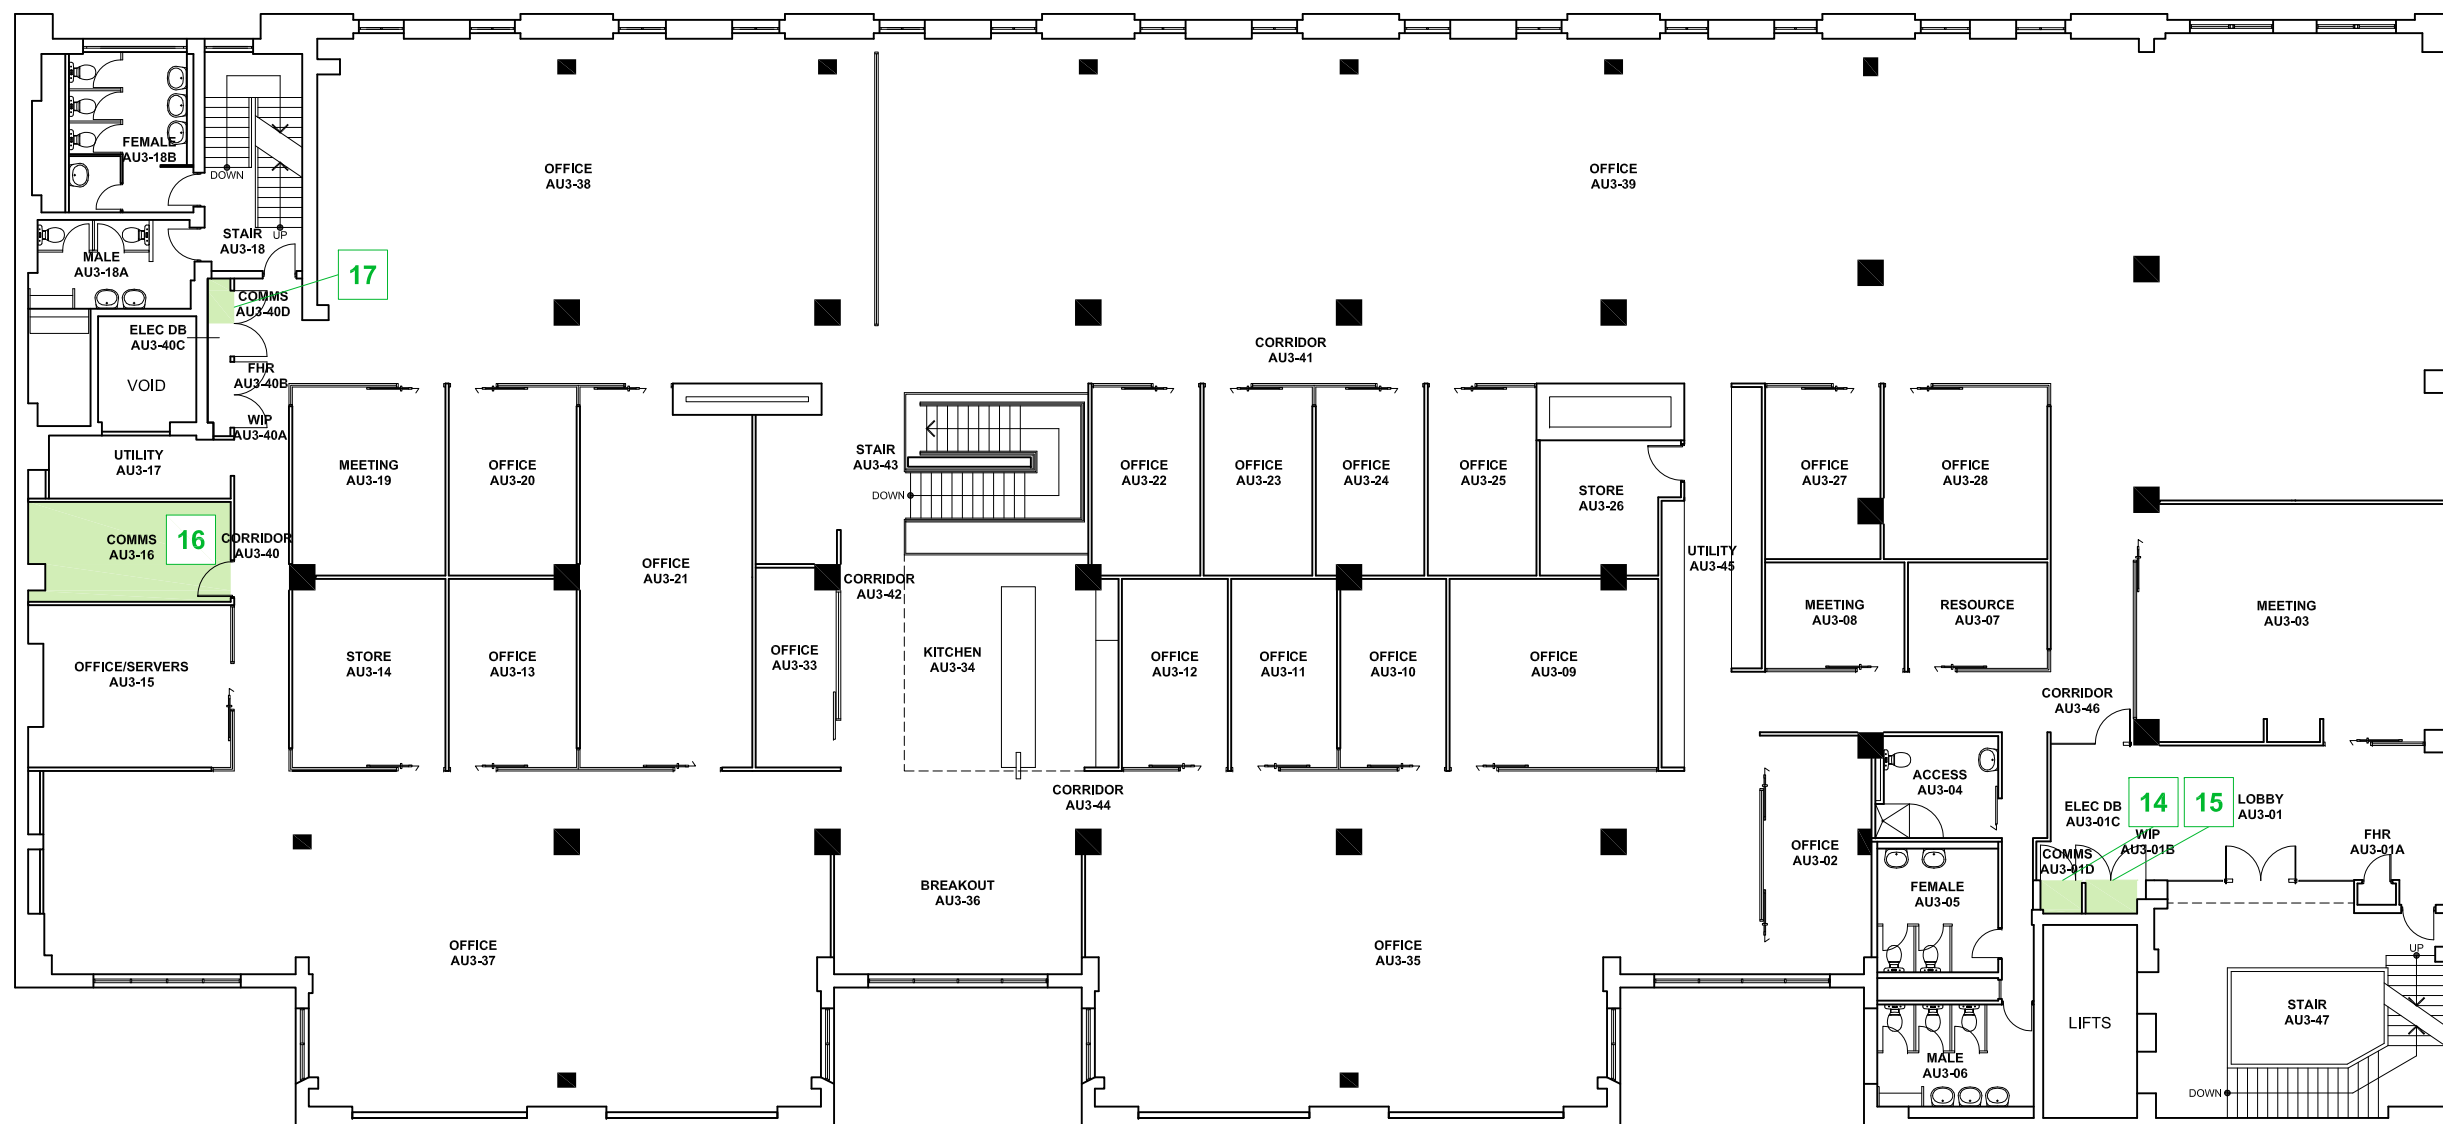 FEMALE
AU3-18B
DOWN
UP
STAIR
AU3-18
MALE
AU3-18A
17
COMMS
AU3-40D
ELEC DB
AU3-40C
VOID
FHR
AU3-40B
WIP
AU3-40A
UTILITY
AU3-17
COMMS
AU3-16
16
CORRIDOR
AU3-40
OFFICE/SERVERS
AU3-15
OFFICE
AU3-38
OFFICE
AU3-39
CORRIDOR
AU3-41
MEETING
AU3-19
OFFICE
AU3-20
OFFICE
AU3-21
STORE
AU3-14
OFFICE
AU3-13
STAIR
AU3-43
DOWN
CORRIDOR
AU3-42
OFFICE
AU3-33
KITCHEN
AU3-34
OFFICE
AU3-22
OFFICE
AU3-23
OFFICE
AU3-24
OFFICE
AU3-25
STORE
AU3-26
UTILITY
AU3-45
OFFICE
AU3-27
OFFICE
AU3-28
OFFICE
AU3-12
OFFICE
AU3-11
OFFICE
AU3-10
OFFICE
AU3-09
MEETING
AU3-08
RESOURCE
AU3-07
MEETING
AU3-03
CORRIDOR
AU3-46
CORRIDOR
AU3-44
ACCESS
AU3-04
OFFICE
AU3-02
ELEC DB
AU3-01C
14
15
LOBBY
AU3-01
WIP
AU3-01B
COMMS
AU3-01D
FHR
AU3-01A
FEMALE
AU3-05
BREAKOUT
AU3-36
OFFICE
AU3-37
OFFICE
AU3-35
UP
STAIR
AU3-47
LIFTS
MALE
AU3-06
DOWN